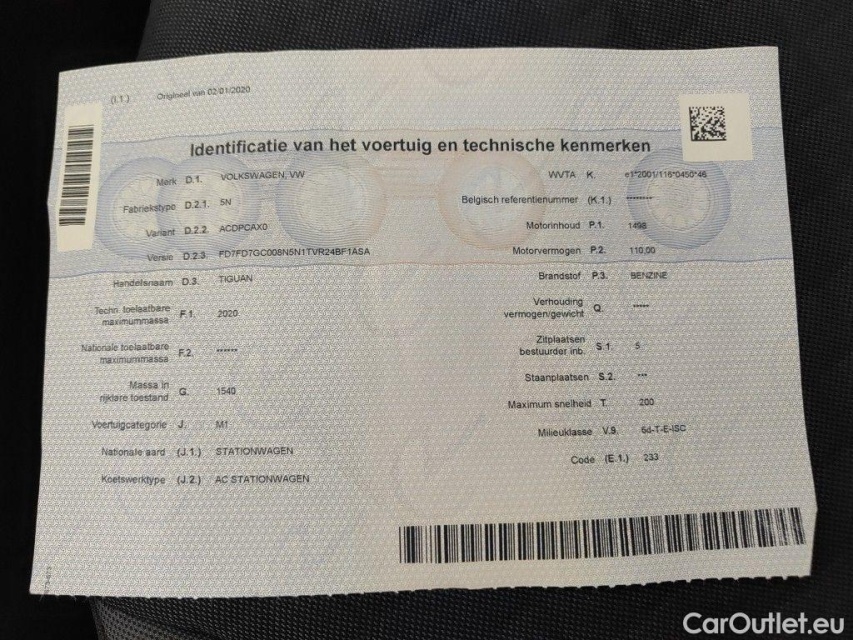 (I.1.) Origineel van 02/01/2020
Identificatie van het voertuig en technische kenmerken
Merk D.1. VOLKSWAGEN, VW
Fabriekstype D.2.1. 5N
Variant D.2.2. ACDPCAX0
Versie D.2.3. FD7FD7GC008N5N1TVR24BF1ASA
Handelsnaam D.3. TIGUAN
Techn. toelaatbare
maximummassa F.1. 2020
Nationale toelaatbare
maximummassa F.2. ******
Massa in
rijklare toestand G. 1540
Voertuigcategorie J. M1
Nationale aard (J.1.) STATIONWAGEN
Koetswerktype (J.2.) AC STATIONWAGEN
WVTA K. e1*2001/116*0450*46
Belgisch referentienummer (K.1.) ********
Motorinhoud P.1. 1498
Motorvermogen P.2. 110,00
Brandstof P.3. BENZINE
Verhouding
vermogen/gewicht Q. *****
Zitplaatsen
bestuurder inb. S.1. 5
Staanplaatsen S.2. ***
Maximum snelheid T. 200
Milieuklasse V.9. 6d-T-E-ISC
Code (E.1.) 233
CarOutlet.eu